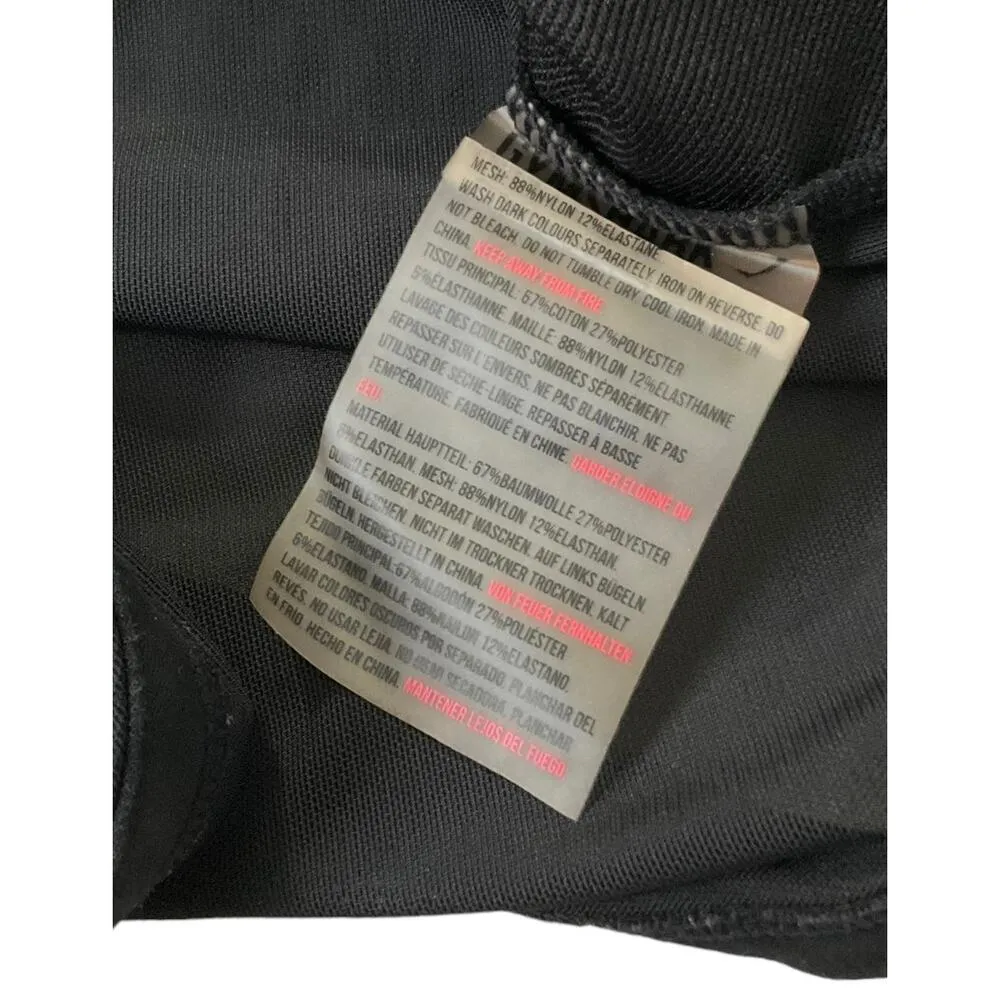 MESH: 88%NYLON 12%ELASTANE.
WASH DARK COLOURS SEPARATELY. IRON ON REVERSE. DO
NOT BLEACH. DO NOT TUMBLE DRY. COOL IRON. MADE IN
CHINA. KEEP AWAY FROM FIRE
TISSU PRINCIPAL: 67%COTON 27%POLYESTER
6%ÉLASTHANNE. MAILLE: 88%NYLON 12%ELASTHANNE
LAVAGE DES COULEURS SOMBRES SÉPAREMENT.
REPASSER SUR L'ENVERS. NE PAS BLANCHIR. NE PAS
UTILISER DE SECHE-LINGE. REPASSER À BASSE
TEMPÉRATURE. FABRIQUÉ EN CHINE. GARDER ELOIGNE DU
FEU.
MATERIAL HAUPTTEIL: 67%BAUMWOLLE 27%POLYESTER
6%ELASTHAN. MESH: 88%NYLON 12%ELASTHAN.
DUNKLE FARBEN SEPARAT WASCHEN. AUF LINKS BÜGELN.
NICHT BLEICHEN. NICHT IM TROCKNER TROCKNEN. KALT
BÜGELN. HERGESTELLT IN CHINA. VON FEUER FERNHALTEN
TEJIDO PRINCIPAL:67%ALGODÓN 27%POLIÉSTER
6%ELASTANO. MALLA: 88%NAILON 12%ELASTANO.
LAVAR COLORES OSCUROS POR SEPARADO. PLANCHAR DEL
REVÉS. NO USAR LEJIA. NO USAR SECADORA. PLANCHAR
EN FRÍO. HECHO EN CHINA. MANTENER LEJOS DEL FUEGO